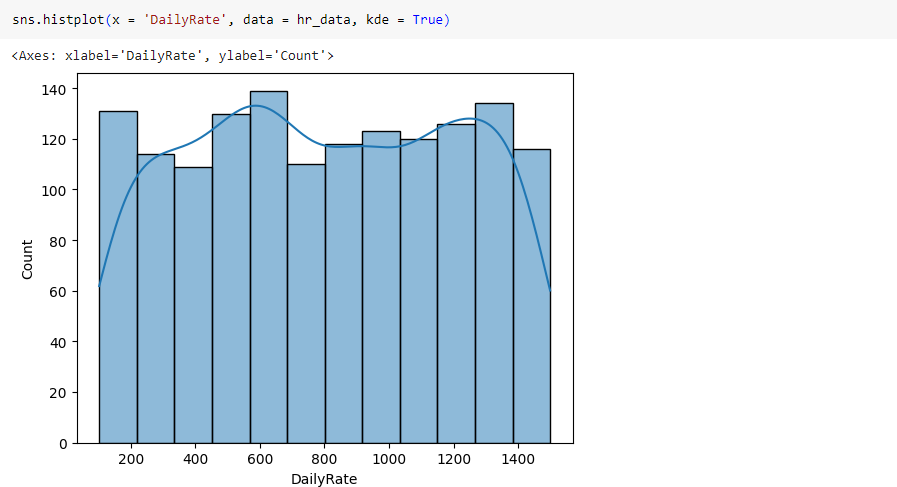 sns.histplot(x = 'DailyRate', data = hr_data, kde = True)
<Axes: xlabel='DailyRate', ylabel='Count'>
140
120
100
80
60
40
20
0
Count
200 400 600 800 1000 1200 1400
DailyRate